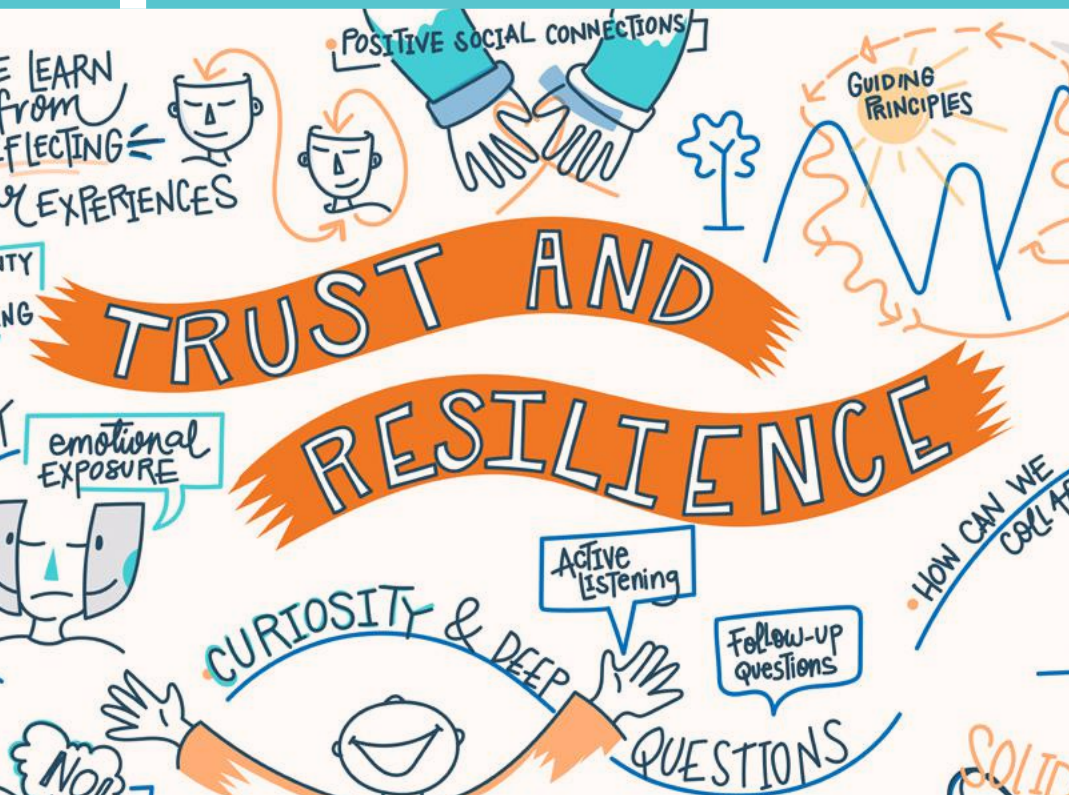 LEARN
from
EXPERIENCES
POSITIVE SOCIAL CONNECTIONS
GUIDING
PRINCIPLES
TRUST AND
RESILIENCE
emotional
EXPOSURE
Active
Listening
CURIOSITY & DEEP
QUESTIONS
Follow-up
questions
HOW CAN WE